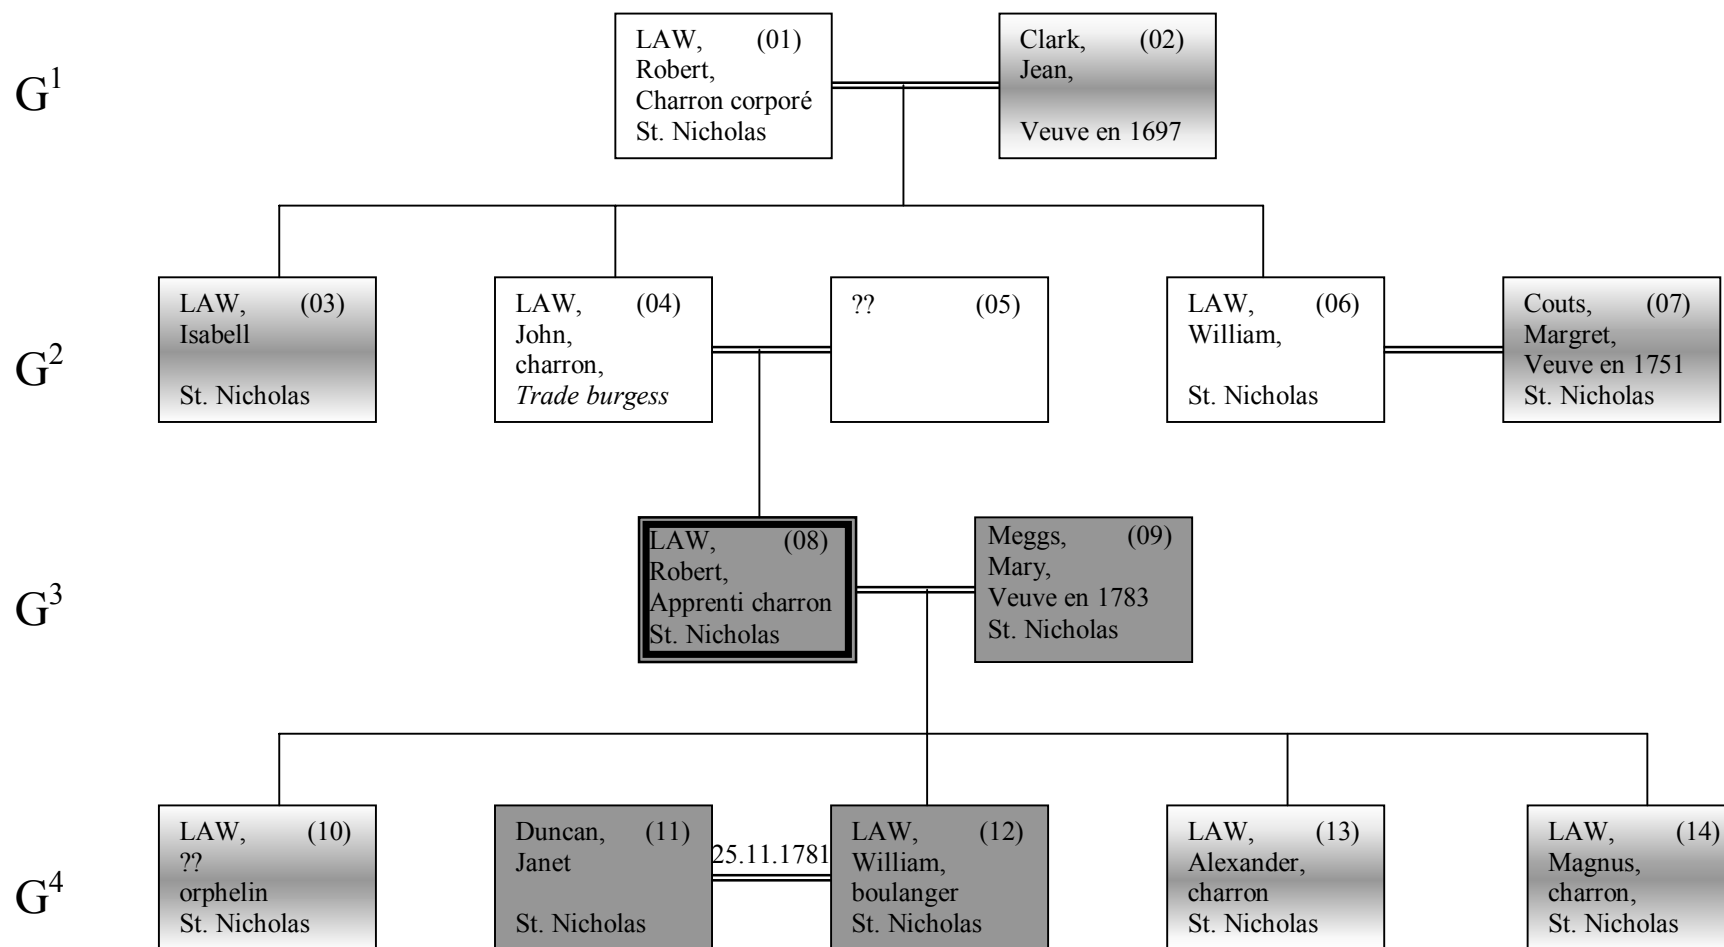 G1
LAW, (01)
Robert,
Charron corporé
St. Nicholas
Clark, (02)
Jean,
Veuve en 1697
G2
LAW, (03)
Isabell
St. Nicholas
LAW, (04)
John,
charron,
Trade burgess
?? (05)
LAW, (06)
William,
St. Nicholas
Couts, (07)
Margret,
Veuve en 1751
St. Nicholas
G3
LAW, (08)
Robert,
Apprenti charron
St. Nicholas
Meggs, (09)
Mary,
Veuve en 1783
St. Nicholas
G4
LAW, (10)
??
orphelin
St. Nicholas
Duncan, (11)
Janet
St. Nicholas
25.11.1781
LAW, (12)
William,
boulanger
St. Nicholas
LAW, (13)
Alexander,
charron
St. Nicholas
LAW, (14)
Magnus,
charron,
St. Nicholas